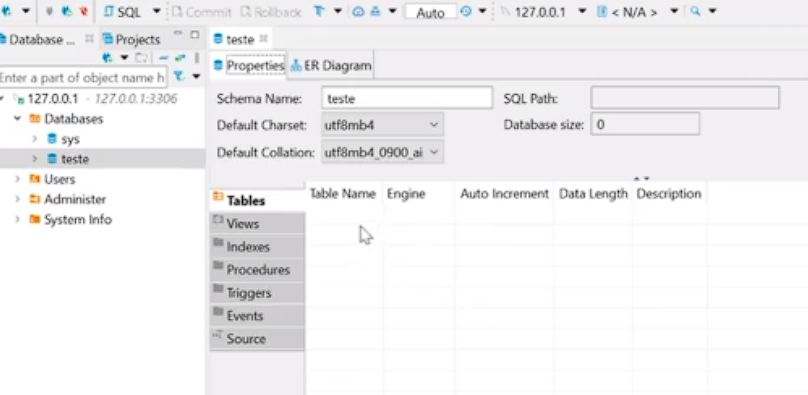 SQL Commit Rollback T Auto 127.0.0.1 < N/A >
Database ... Projects teste
Properties ER Diagram
Enter a part of object name h
127.0.0.1 - 127.0.0.1:3306
Databases
sys
teste
Users
Administer
System Info
Schema Name: teste SQL Path:
Default Charset: utf8mb4 Database size: 0
Default Collation: utf8mb4_0900_ai
Tables
Views
Indexes
Procedures
Triggers
Events
Source
Table Name Engine Auto Increment Data Length Description